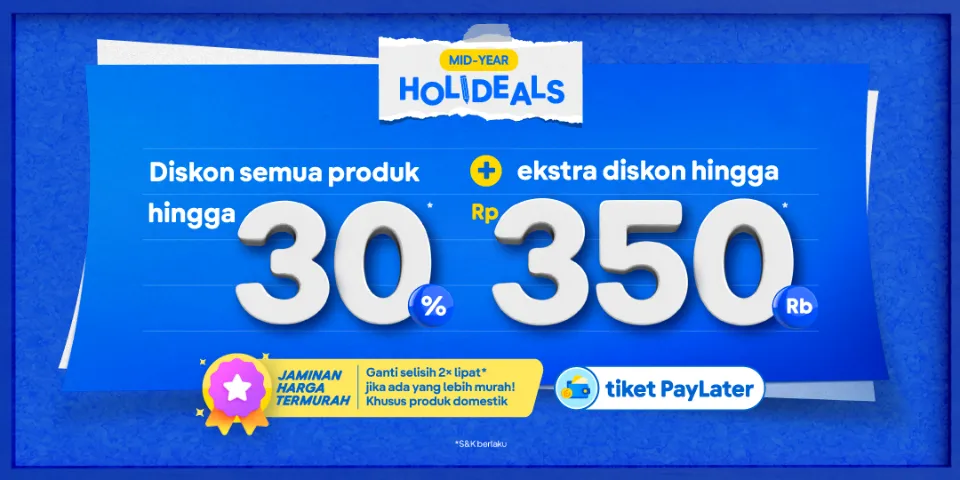 MID-YEAR
HOLIDEALS
Diskon semua produk
hingga 30%*
+ ekstra diskon hingga
Rp 350 Rb*
JAMINAN
HARGA
TERMURAH
Ganti selisih 2x lipat*
jika ada yang lebih murah!
Khusus produk domestik
tiket PayLater
*S&K berlaku